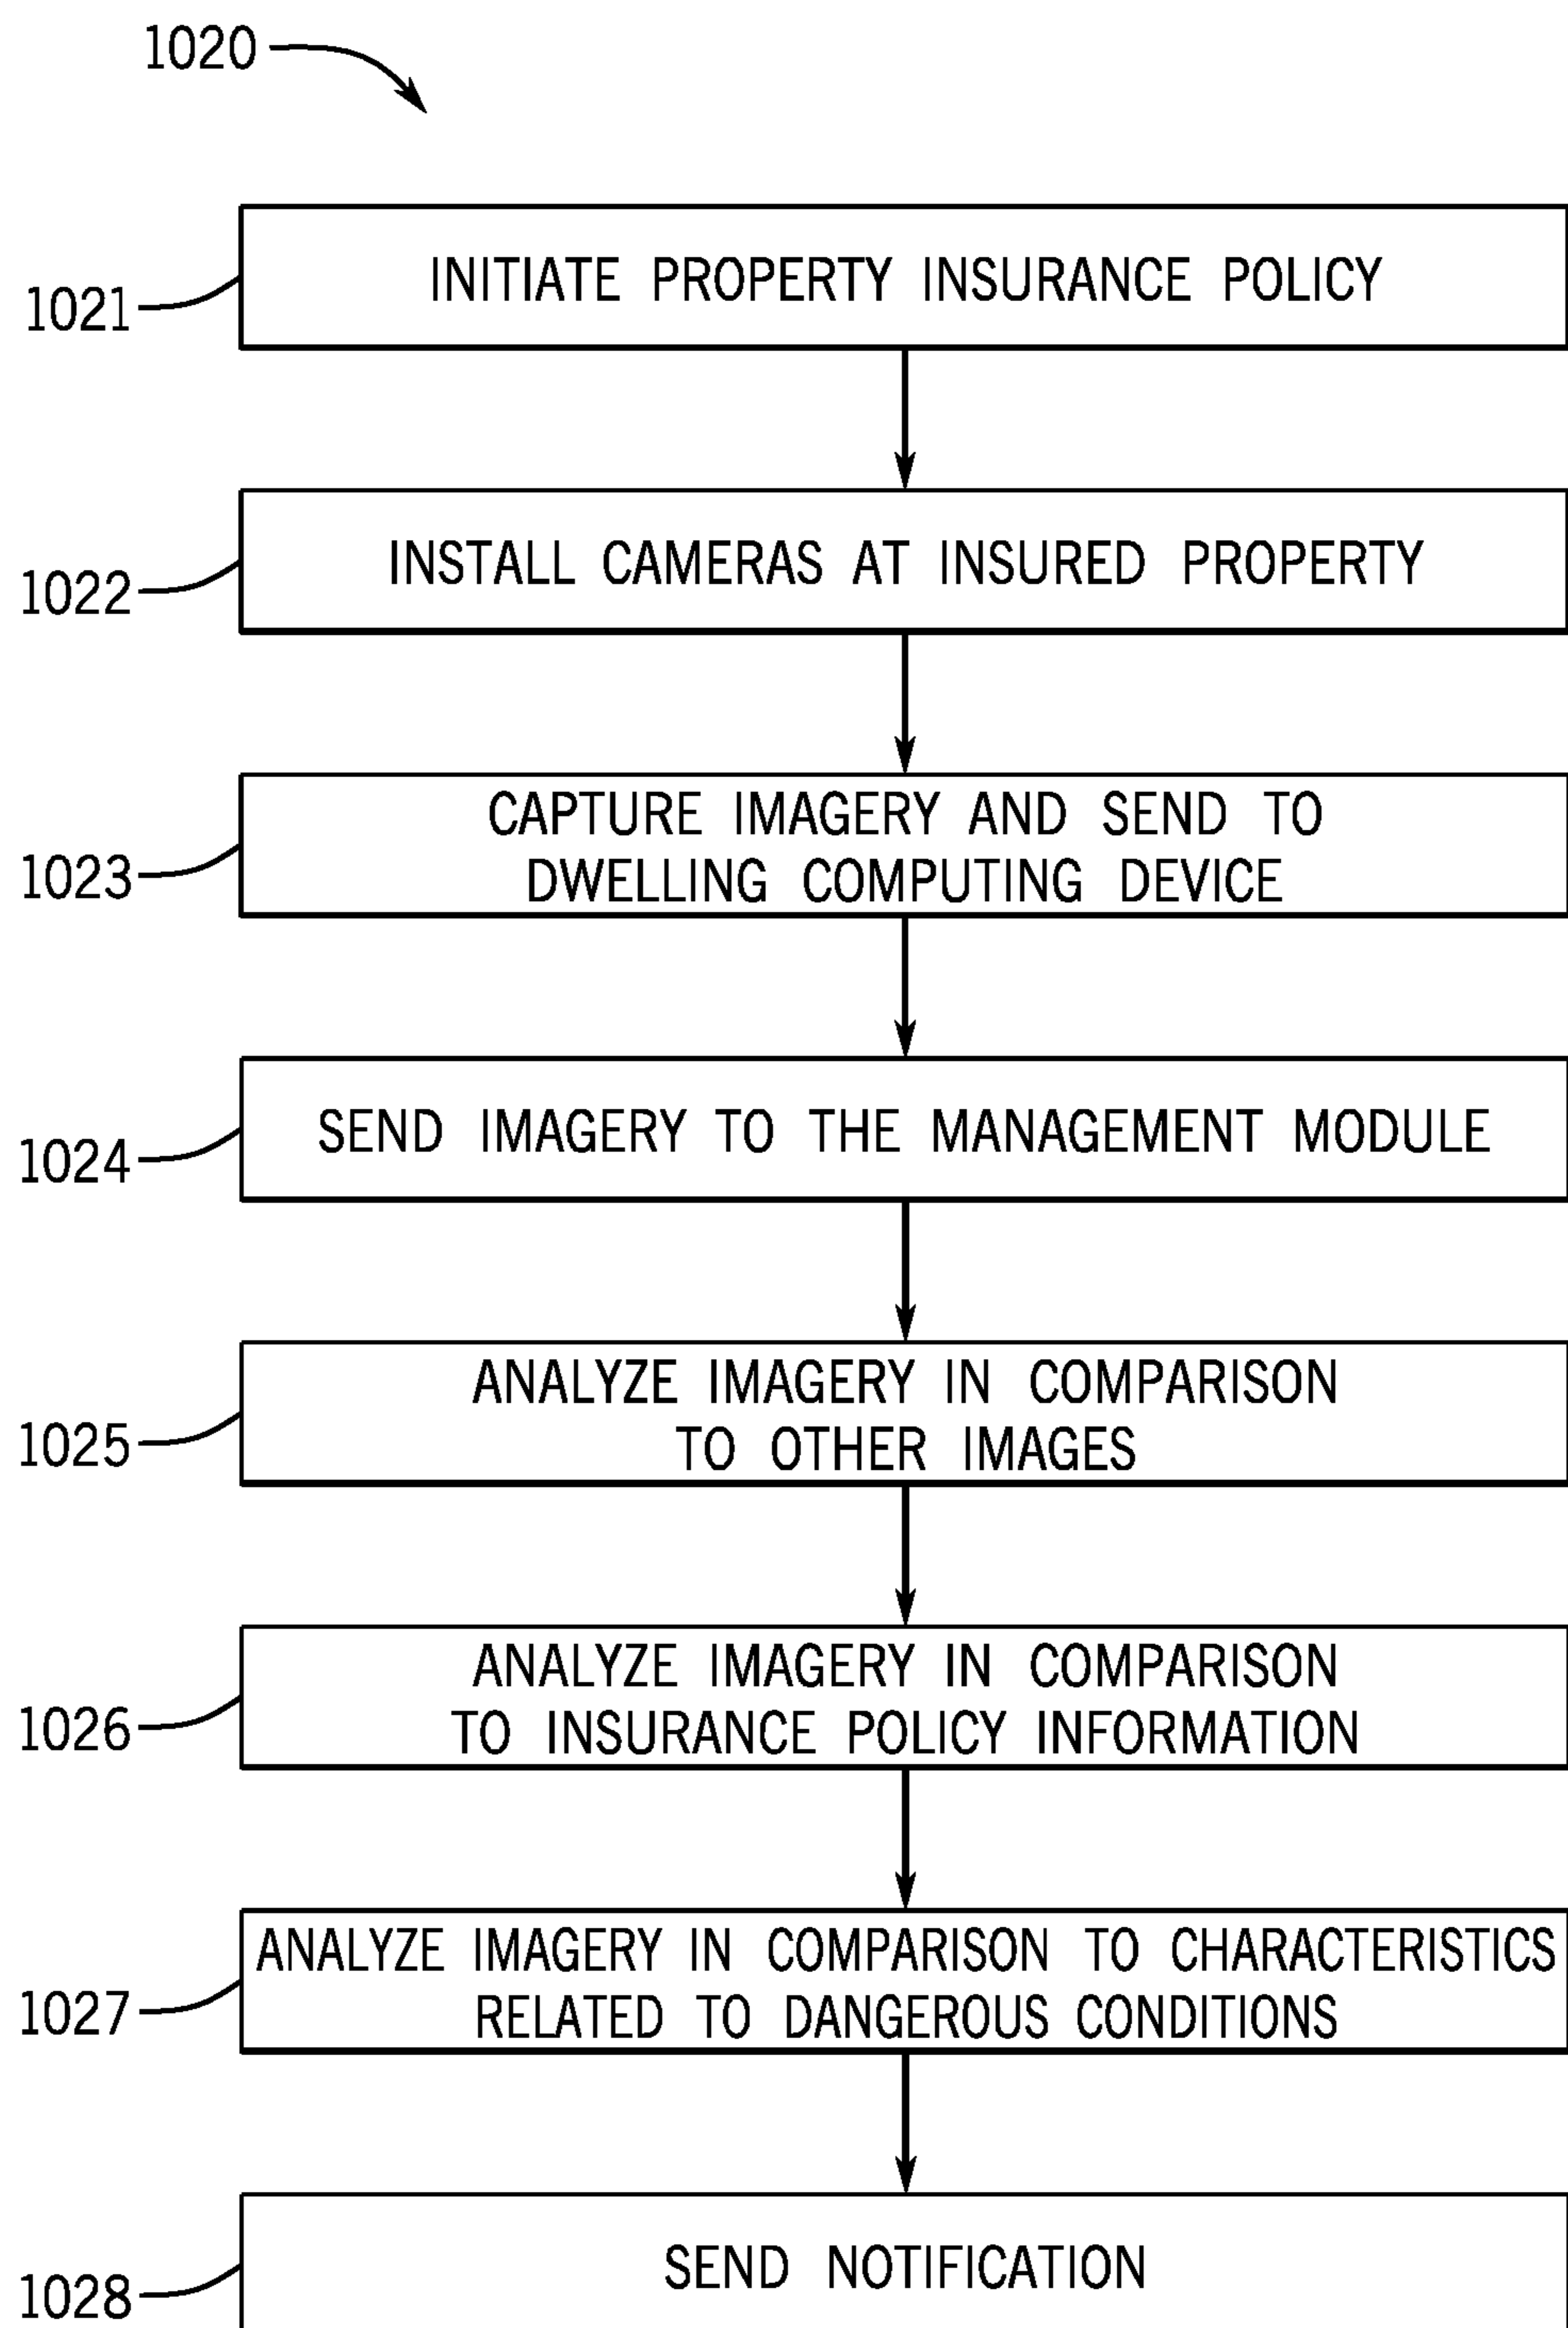 1020
INITIATE PROPERTY INSURANCE POLICY
1021
INSTALL CAMERAS AT INSURED PROPERTY
1022
CAPTURE IMAGERY AND SEND TO
DWELLING COMPUTING DEVICE
1023
SEND IMAGERY TO THE MANAGEMENT MODULE
1024
ANALYZE IMAGERY IN COMPARISON
TO OTHER IMAGES
1025
ANALYZE IMAGERY IN COMPARISON
TO INSURANCE POLICY INFORMATION
1026
ANALYZE IMAGERY IN COMPARISON TO CHARACTERISTICS
RELATED TO DANGEROUS CONDITIONS
1027
SEND NOTIFICATION
1028